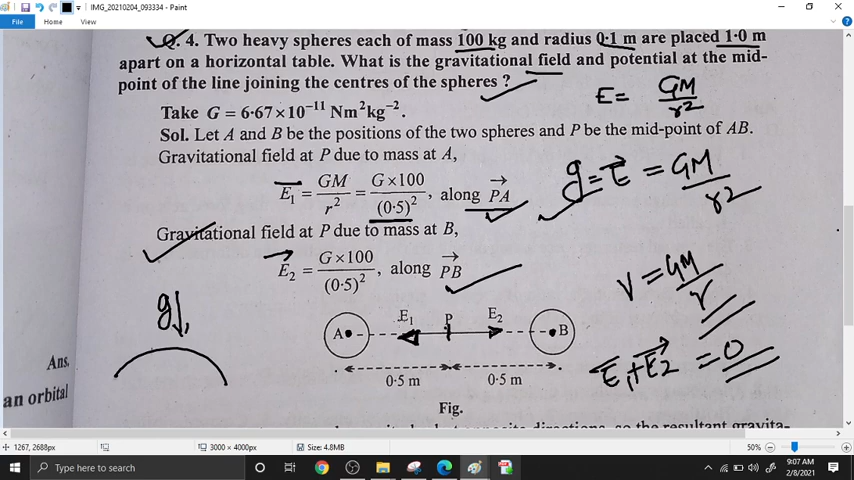 IMG_20210204_093334 - Paint
File Home View
Q. 4. Two heavy spheres each of mass 100 kg and radius 0·1 m are placed 1·0 m
apart on a horizontal table. What is the gravitational field and potential at the mid-
point of the line joining the centres of the spheres ?
E = GM/r2
Take G = 6·67×10−11 Nm2kg−2.
Sol. Let A and B be the positions of the two spheres and P be the mid-point of AB.
Gravitational field at P due to mass at A,
E1 = GM/r2 = G×100/(0·5)2, along PA
g = E = GM/r2
Gravitational field at P due to mass at B,
E2 = G×100/(0·5)2, along PB
V = GM/r
g
E1 P E2
A B
E1 + E2 = 0
0·5 m 0·5 m
Ans.
an orbital
Fig.
1267, 2688px 3000 × 4000px Size: 4.8MB 50%
Type here to search
9:07 AM
2/8/2021